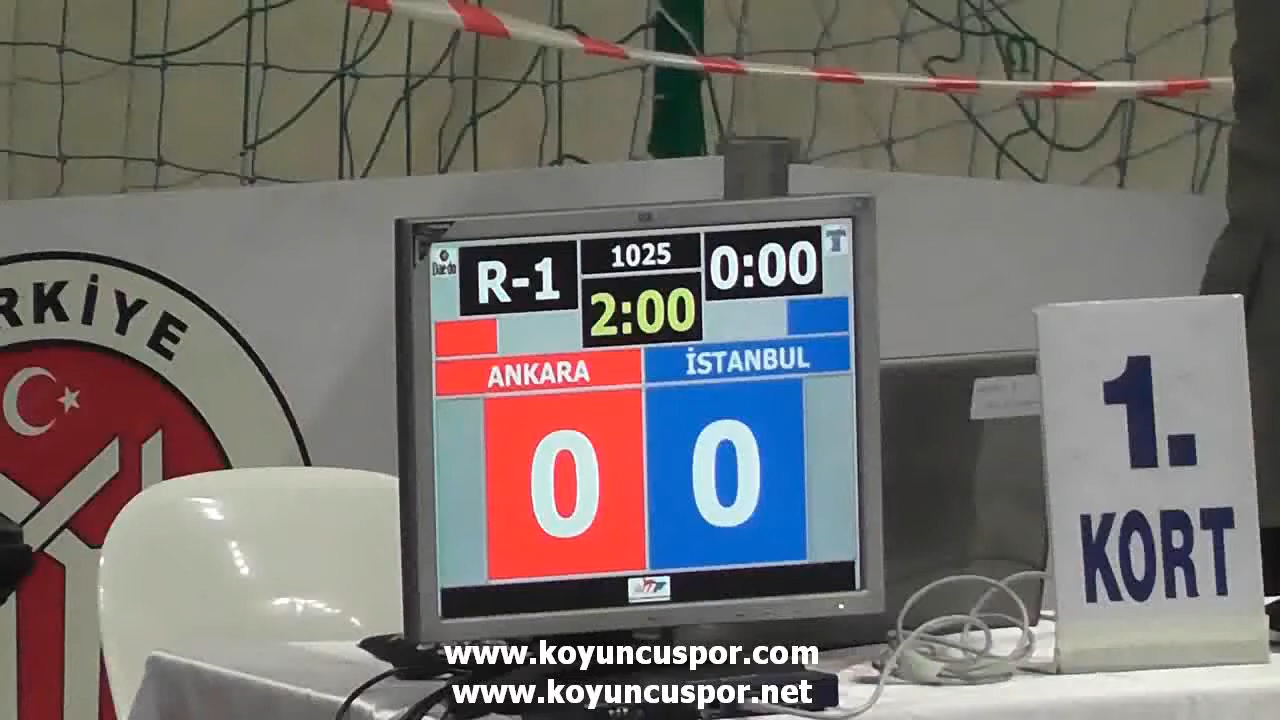 RKİYE
Daedo
R-1
1025
0:00
2:00
ANKARA
İSTANBUL
0
0
1.
KORT
www.koyuncuspor.com
www.koyuncuspor.net